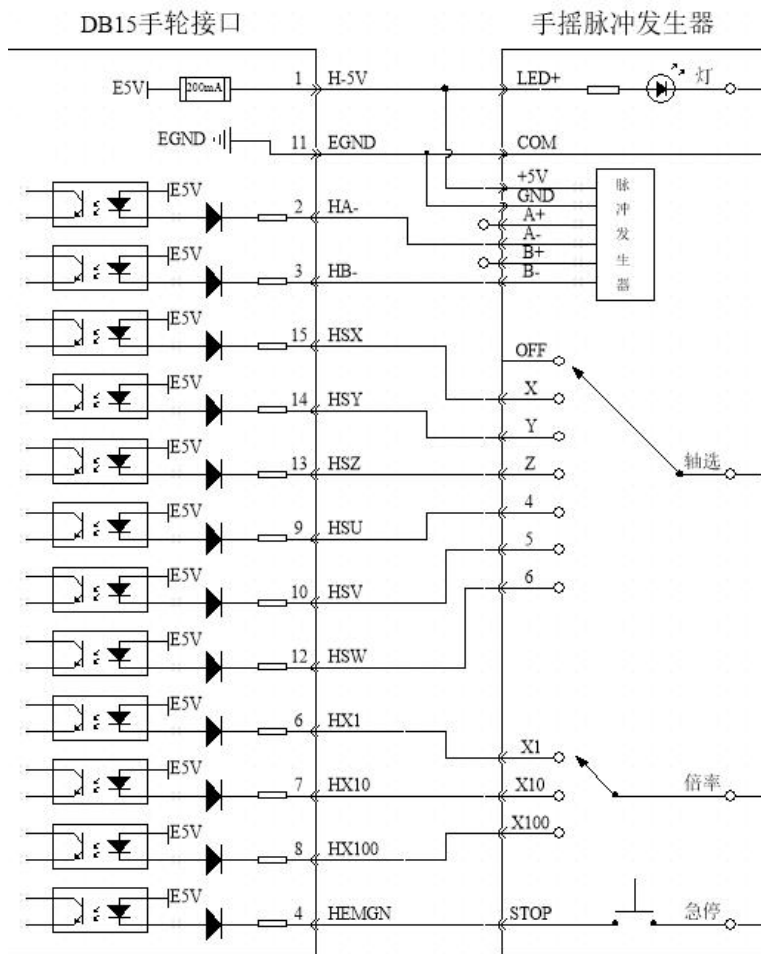 DB15手轮接口 手摇脉冲发生器
E5V 200mA 1 H-5V LED+ 灯
EGND 11 EGND COM
+5V
GND
E5V A+
2 HA- A-
B+
E5V 3 HB- B-
脉冲发生器
E5V 15 HSX OFF
X
E5V 14 HSY Y
E5V 13 HSZ Z 轴选
E5V 9 HSU 4
5
E5V 10 HSV 6
E5V 12 HSW
E5V 6 HX1 X1
E5V 7 HX10 X10 倍率
X100
E5V 8 HX100
E5V 4 HEMGN STOP 急停